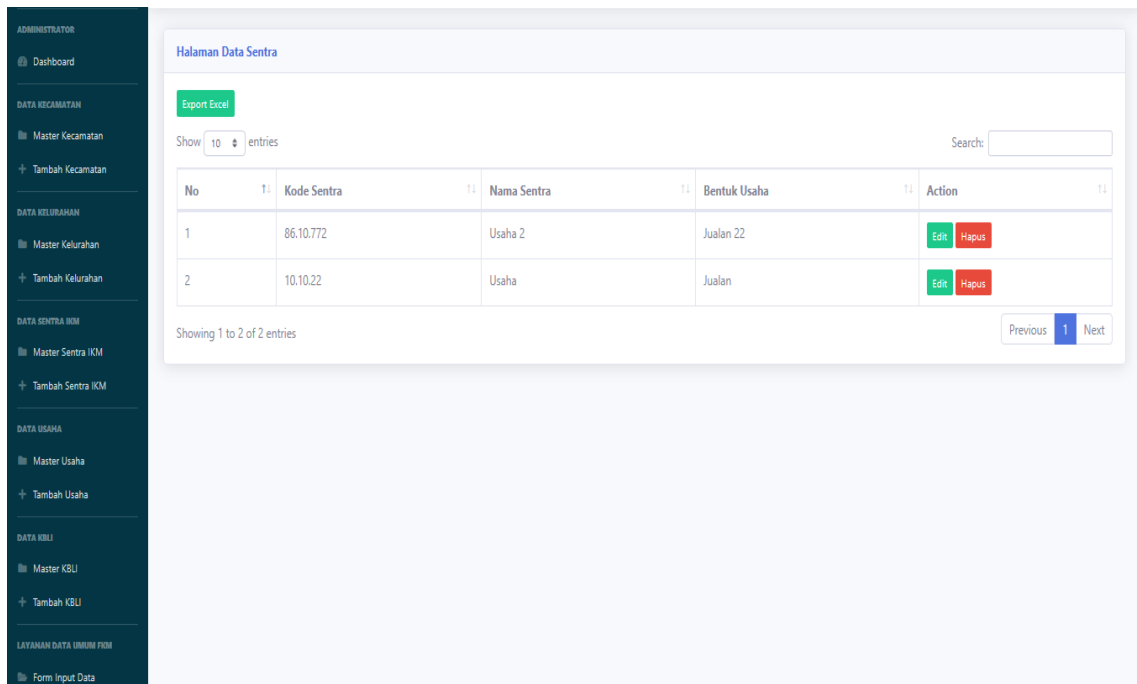 ADMINISTRATOR
Dashboard
DATA KECAMATAN
Master Kecamatan
Tambah Kecamatan
DATA KELURAHAN
Master Kelurahan
Tambah Kelurahan
DATA SENTRA IKM
Master Sentra IKM
Tambah Sentra IKM
DATA USAHA
Master Usaha
Tambah Usaha
DATA KBLI
Master KBLI
Tambah KBLI
LAYANAN DATA UMUM FKM
Form Input Data
Halaman Data Sentra
Export Excel
Show 10 entries Search:
No Kode Sentra Nama Sentra Bentuk Usaha Action
1 86.10.772 Usaha 2 Jualan 22 Edit Hapus
2 10.10.22 Usaha Jualan Edit Hapus
Showing 1 to 2 of 2 entries Previous 1 Next